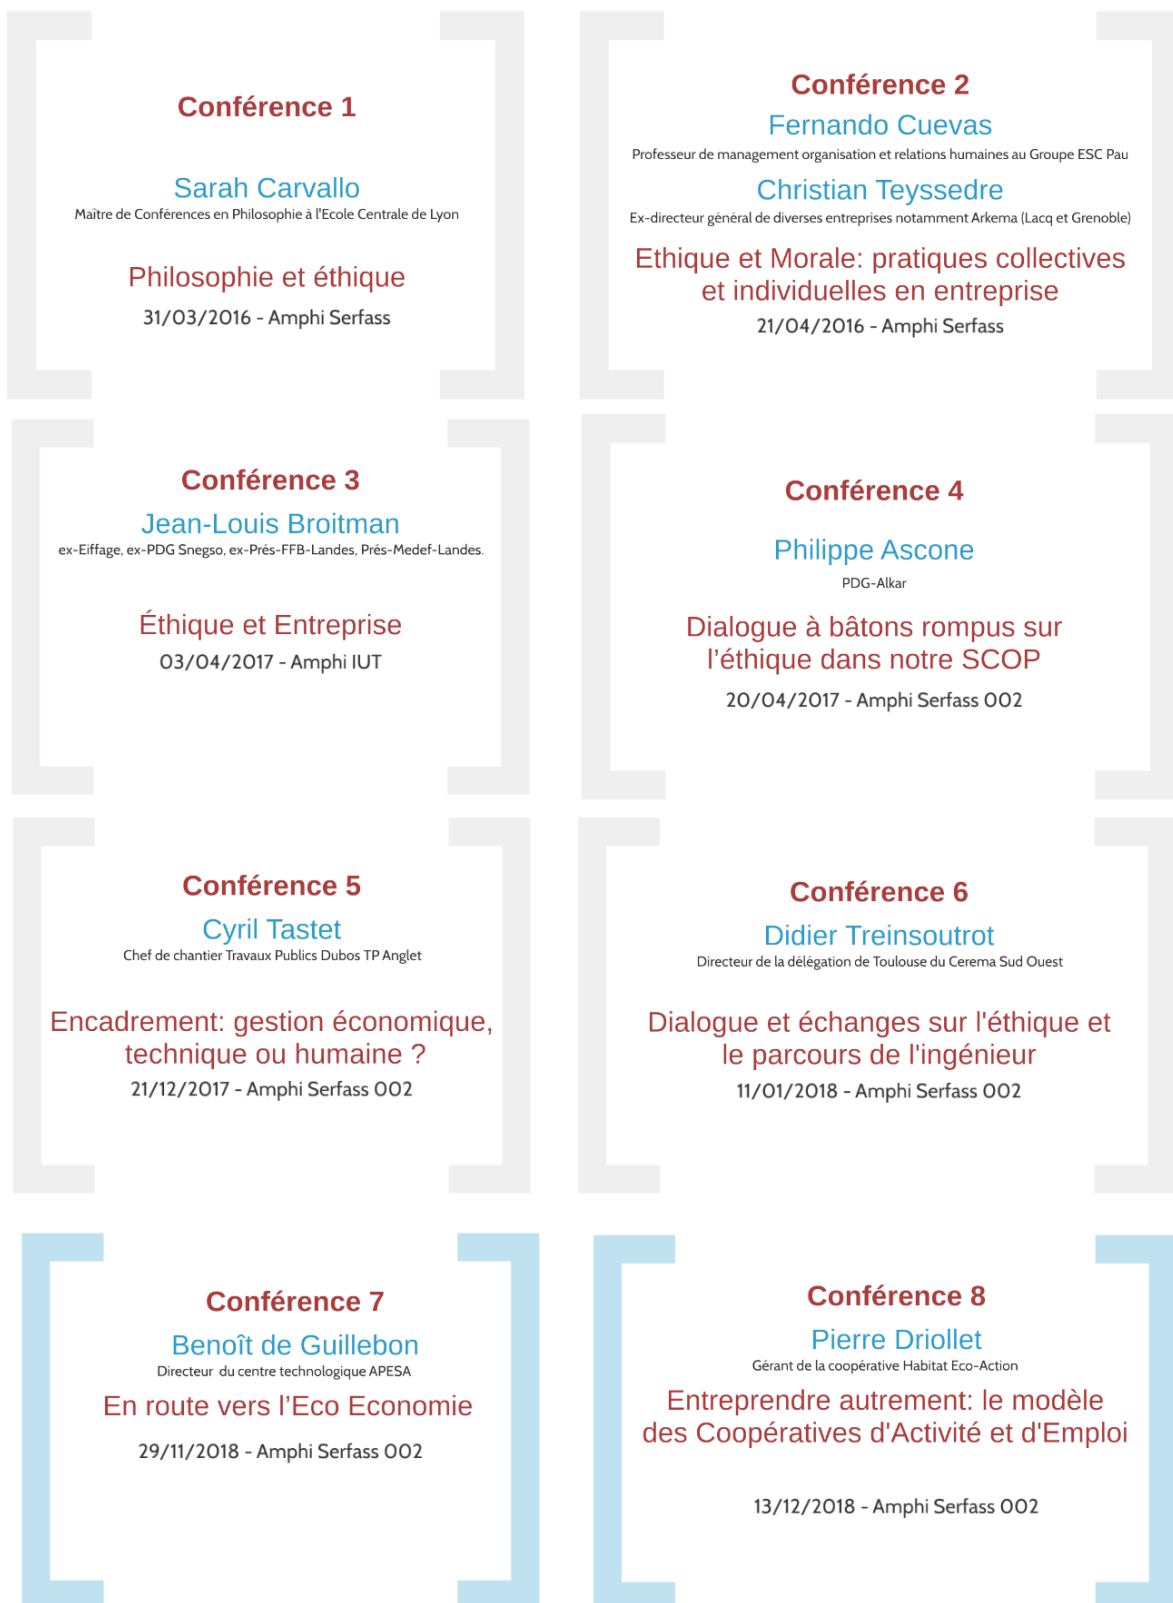 Conférence 1
Sarah Carvallo
Maître de Conférences en Philosophie à l'Ecole Centrale de Lyon
Philosophie et éthique
31/03/2016 - Amphi Serfass
Conférence 2
Fernando Cuevas
Professeur de management organisation et relations humaines au Groupe ESC Pau
Christian Teyssedre
Ex-directeur général de diverses entreprises notamment Arkema (Lacq et Grenoble)
Ethique et Morale: pratiques collectives
et individuelles en entreprise
21/04/2016 - Amphi Serfass
Conférence 3
Jean-Louis Broitman
ex-Eiffage, ex-PDG Snegso, ex-Prés-FFB-Landes, Prés-Medef-Landes.
Éthique et Entreprise
03/04/2017 - Amphi IUT
Conférence 4
Philippe Ascone
PDG-Alkar
Dialogue à bâtons rompus sur
l’éthique dans notre SCOP
20/04/2017 - Amphi Serfass 002
Conférence 5
Cyril Tastet
Chef de chantier Travaux Publics Dubos TP Anglet
Encadrement: gestion économique,
technique ou humaine ?
21/12/2017 - Amphi Serfass 002
Conférence 6
Didier Treinsoutrot
Directeur de la délégation de Toulouse du Cerema Sud Ouest
Dialogue et échanges sur l'éthique et
le parcours de l'ingénieur
11/01/2018 - Amphi Serfass 002
Conférence 7
Benoît de Guillebon
Directeur du centre technologique APESA
En route vers l’Eco Economie
29/11/2018 - Amphi Serfass 002
Conférence 8
Pierre Driollet
Gérant de la coopérative Habitat Eco-Action
Entreprendre autrement: le modèle
des Coopératives d'Activité et d'Emploi
13/12/2018 - Amphi Serfass 002